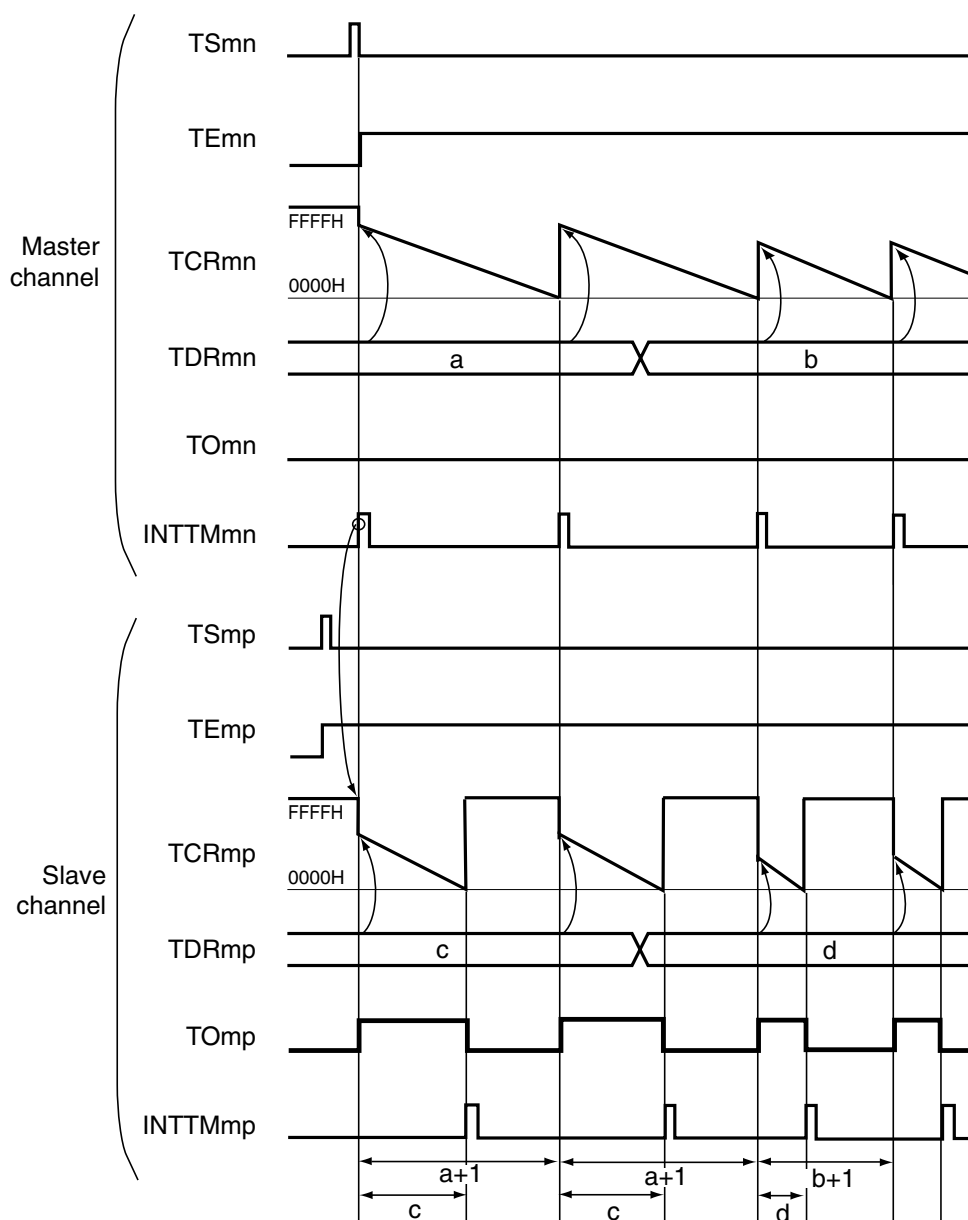 TSmn
TEmn
FFFFH
Master
channel
TCRmn
0000H
TDRmn
a
b
TOmn
INTTMmn
TSmp
TEmp
FFFFH
TCRmp
0000H
Slave
channel
TDRmp
c
d
TOmp
INTTMmp
a+1
a+1
b+1
c
c
d